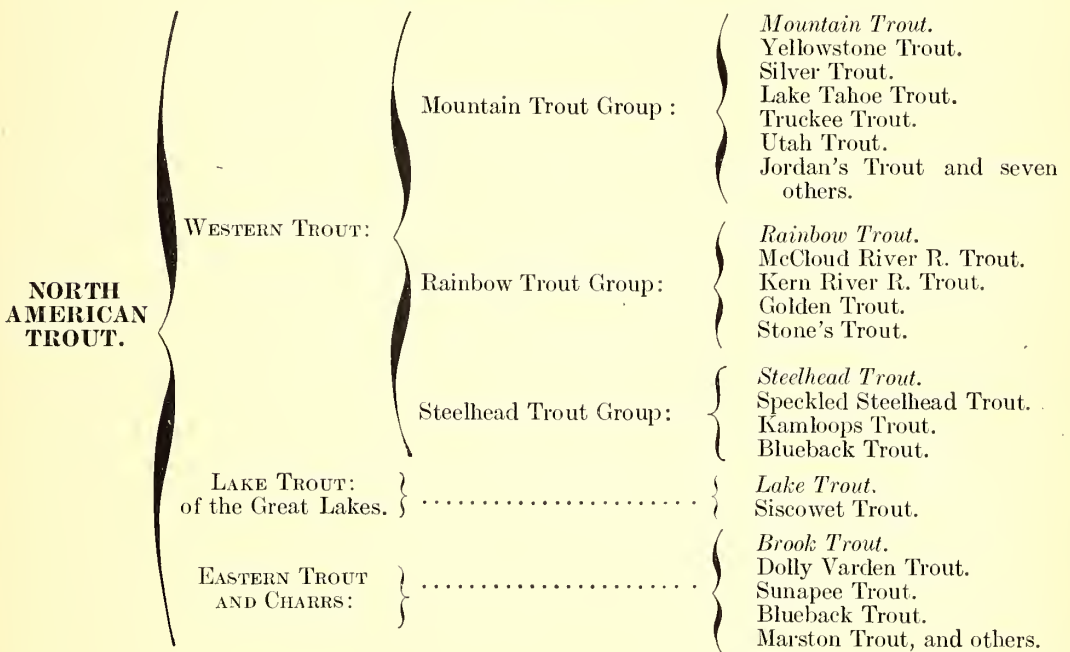 NORTH
AMERICAN
TROUT.
WESTERN TROUT:
Mountain Trout Group :
Mountain Trout.
Yellowstone Trout.
Silver Trout.
Lake Tahoe Trout.
Truckee Trout.
Utah Trout.
Jordan's Trout and seven
others.
Rainbow Trout Group:
Rainbow Trout.
McCloud River R. Trout.
Kern River R. Trout.
Golden Trout.
Stone's Trout.
Steelhead Trout Group:
Steelhead Trout.
Speckled Steelhead Trout.
Kamloops Trout.
Blueback Trout.
LAKE TROUT:
of the Great Lakes.
Lake Trout.
Siscowet Trout.
EASTERN TROUT
AND CHARRS:
Brook Trout.
Dolly Varden Trout.
Sunapee Trout.
Blueback Trout.
Marston Trout, and others.